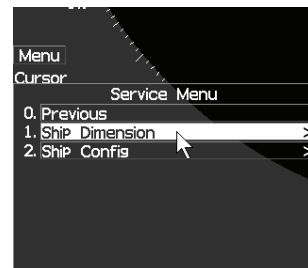 Menu
Cursor
Service Menu
0. Previous
1. Ship Dimension >
2. Ship Config >